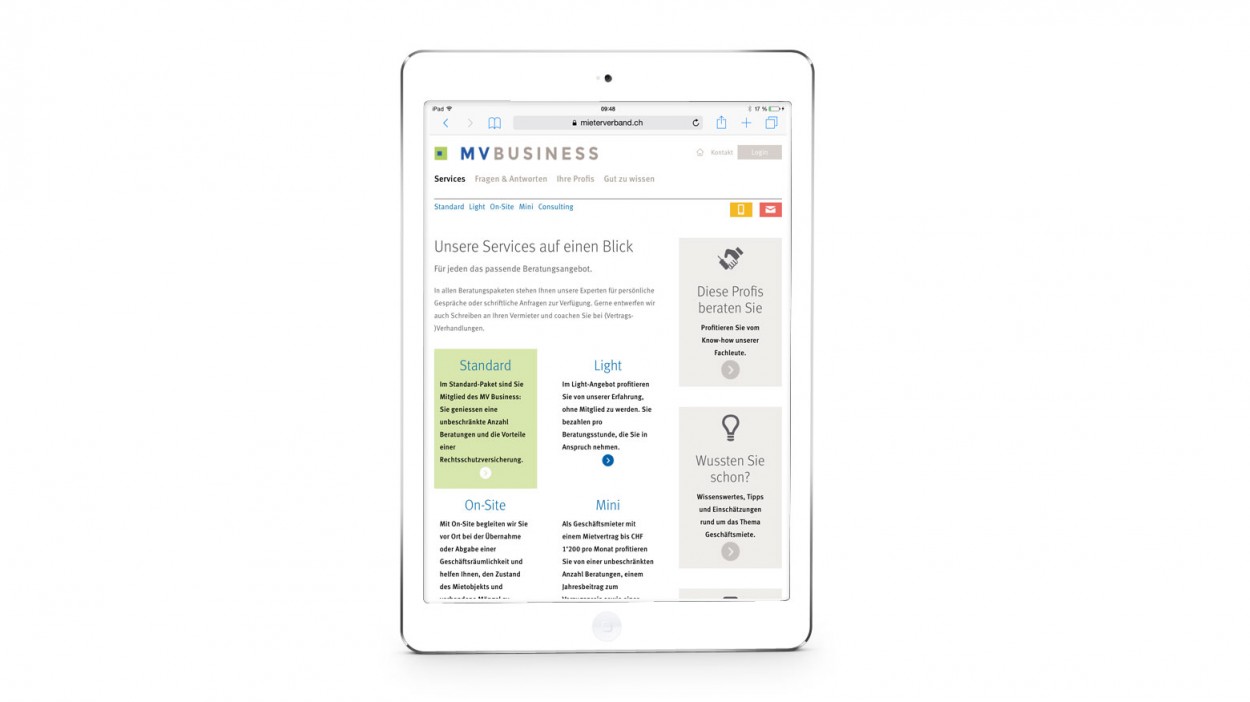 iPad
09:48
17 %
mieterverband.ch
MVBUSINESS
Kontakt
Login
Services Fragen & Antworten Ihre Profis Gut zu wissen
Standard Light On-Site Mini Consulting
Unsere Services auf einen Blick
Für jeden das passende Beratungsangebot.
In allen Beratungspaketen stehen Ihnen unsere Experten für persönliche
Gespräche oder schriftliche Anfragen zur Verfügung. Gerne entwerfen wir
auch Schreiben an Ihren Vermieter und coachen Sie bei (Vertrags-
)Verhandlungen.
Standard
Im Standard-Paket sind Sie
Mitglied des MV Business:
Sie geniessen eine
unbeschränkte Anzahl
Beratungen und die Vorteile
einer
Rechtsschutzversicherung.
Light
Im Light-Angebot profitieren
Sie von unserer Erfahrung,
ohne Mitglied zu werden. Sie
bezahlen pro
Beratungsstunde, die Sie in
Anspruch nehmen.
On-Site
Mit On-Site begleiten wir Sie
vor Ort bei der Übernahme
oder Abgabe einer
Geschäftsräumlichkeit und
helfen Ihnen, den Zustand
des Mietobjekts und
Mini
Als Geschäftsmieter mit
einem Mietvertrag bis CHF
1'200 pro Monat profitieren
Sie von einer unbeschränkten
Anzahl Beratungen, einem
Jahresbeitrag zum
Diese Profis
beraten Sie
Profitieren Sie vom
Know-how unserer
Fachleute.
Wussten Sie
schon?
Wissenswertes, Tipps
und Einschätzungen
rund um das Thema
Geschäftsmiete.